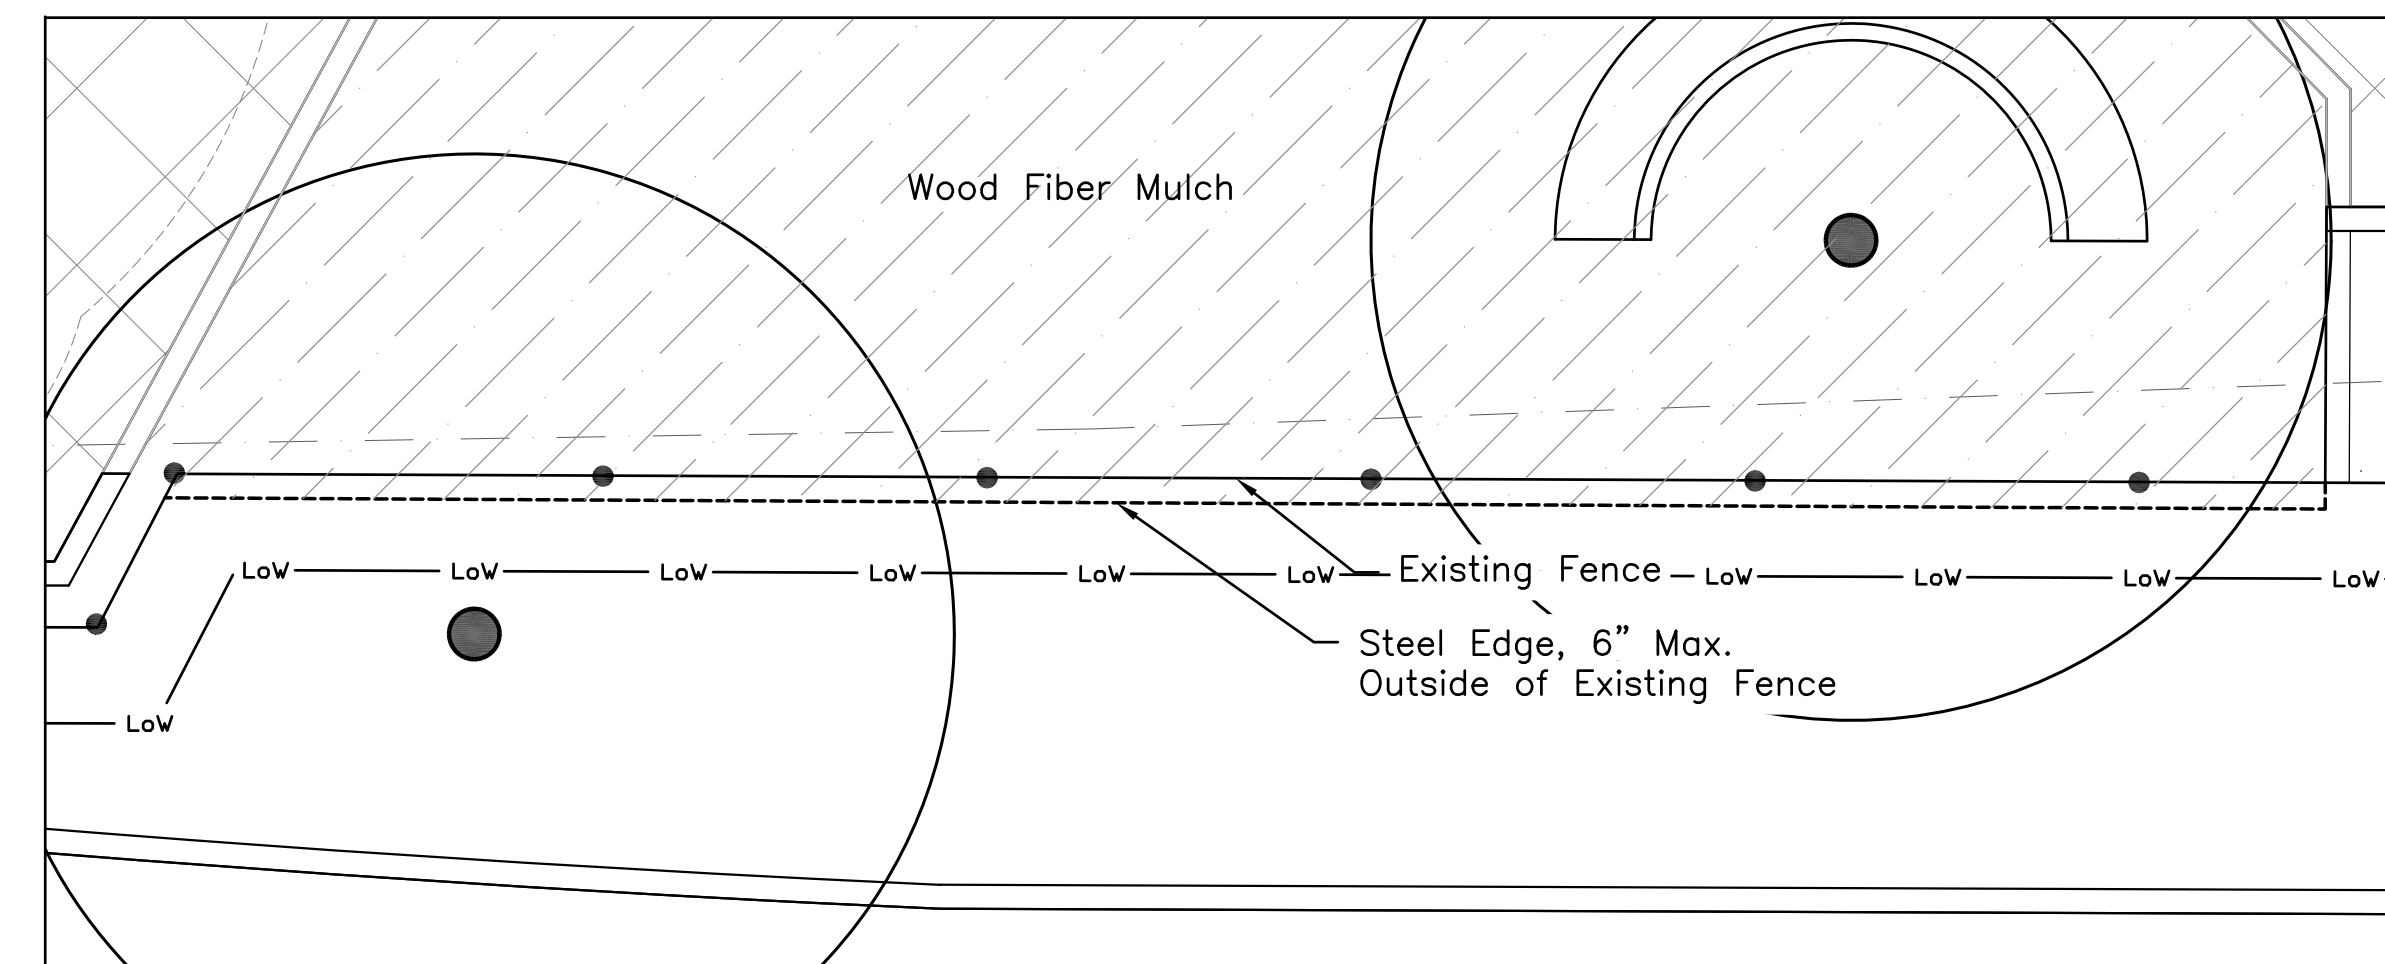 Wood Fiber Mulch
LoW LoW LoW LoW LoW LoW Existing Fence LoW LoW LoW LoW
Steel Edge, 6” Max.
Outside of Existing Fence
LoW